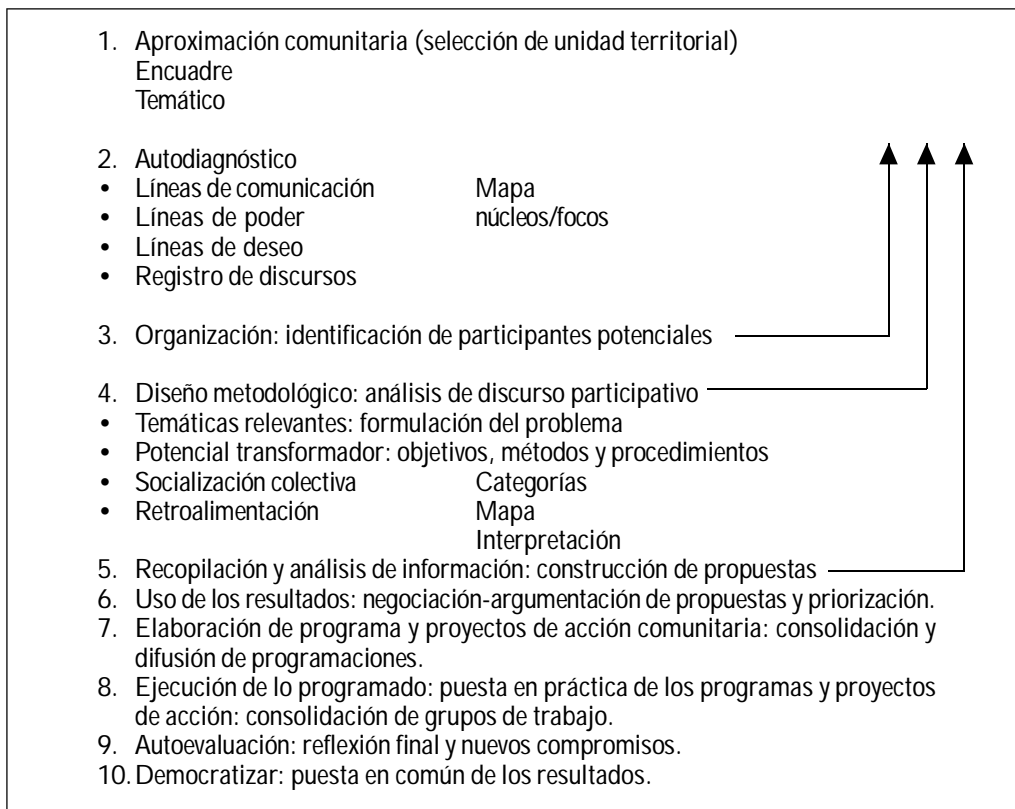 1. Aproximación comunitaria (selección de unidad territorial)
Encuadre
Temático
2. Autodiagnóstico
• Líneas de comunicación Mapa
• Líneas de poder núcleos/focos
• Líneas de deseo
• Registro de discursos
3. Organización: identificación de participantes potenciales
4. Diseño metodológico: análisis de discurso participativo
• Temáticas relevantes: formulación del problema
• Potencial transformador: objetivos, métodos y procedimientos
• Socialización colectiva Categorías
• Retroalimentación Mapa
Interpretación
5. Recopilación y análisis de información: construcción de propuestas
6. Uso de los resultados: negociación-argumentación de propuestas y priorización.
7. Elaboración de programa y proyectos de acción comunitaria: consolidación y
difusión de programaciones.
8. Ejecución de lo programado: puesta en práctica de los programas y proyectos
de acción: consolidación de grupos de trabajo.
9. Autoevaluación: reflexión final y nuevos compromisos.
10. Democratizar: puesta en común de los resultados.